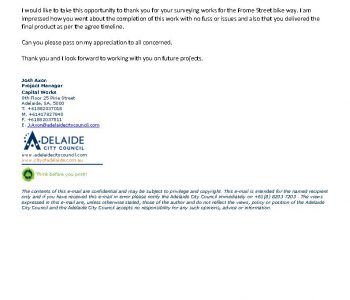 I would like to take this opportunity to thank you for your surveying works for the Frome Street bike way. I am
impressed how you went about the completion of this work with no fuss or issues and also that you delivered the
final product as per the agree timeline.
Can you please pass on my appreciation to all concerned.
Thank you and I look forward to working with you on future projects.
Josh Axon
Project Manager
Capital Works
9th Floor 25 Pirie Street
Adelaide, SA, 5000
T. +61882037018
M. +61417827840
F. +61882037511
E. J.Axon@adelaidecitycouncil.com
ADELAIDE
CITY COUNCIL
www.adelaidecitycouncil.com
www.cityofadelaide.com.au
Think before you print!
The contents of this e-mail are confidential and may be subject to privilege and copyright. This e-mail is intended for the named recipient
only and if you have received this e-mail in error please notify the Adelaide City Council immediately on +61(8) 8203 7203 . The views
expressed in this e-mail are, unless otherwise stated, those of the author and do not reflect the views, policy or position of the Adelaide
City Council and the Adelaide City Council accepts no responsibility for any such opinions, advice or information.